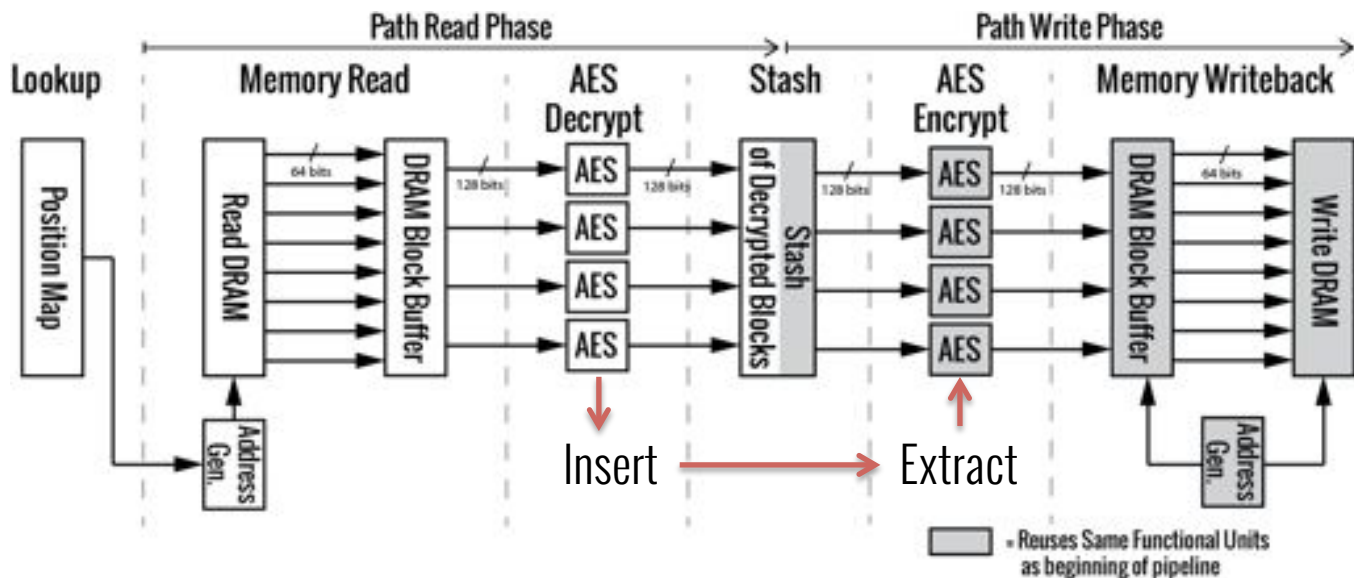 Path Read Phase
Path Write Phase
Lookup
Memory Read
AES
Decrypt
Stash
AES
Encrypt
Memory Writeback
Position Map
Read DRAM
64 bits
DRAM Block Buffer
128 bits
AES
AES
AES
AES
128 bits
of Decrypted Blocks
Stash
128 bits
AES
AES
AES
AES
128 bits
DRAM Block Buffer
64 bits
Write DRAM
Address
Gen.
Insert
Extract
Address
Gen.
= Reuses Same Functional Units
as beginning of pipeline